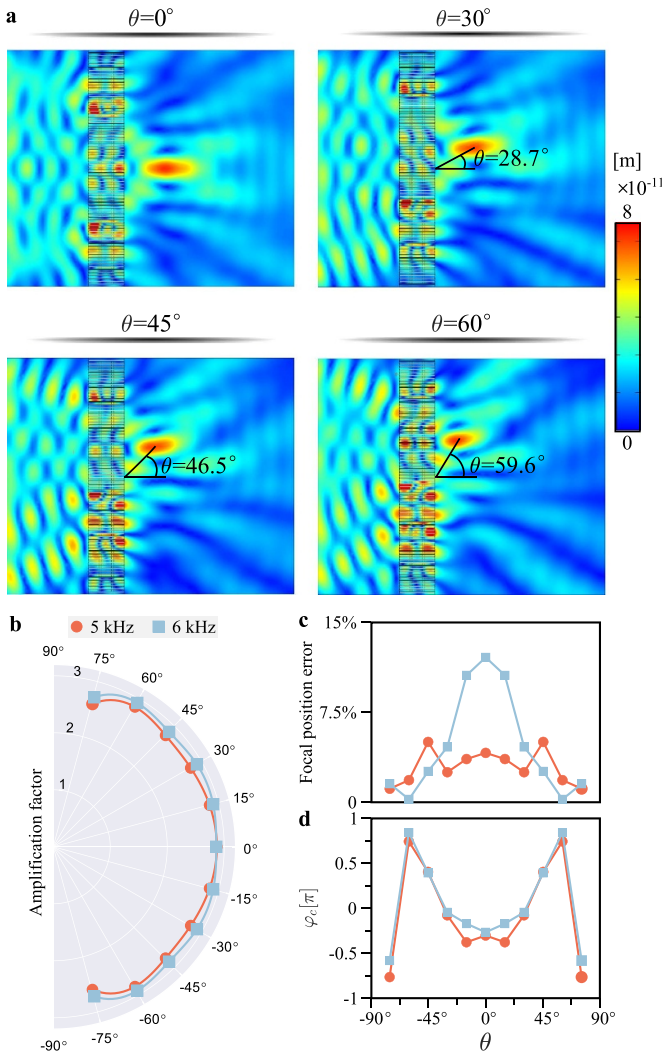 a
θ=0°
θ=30°
θ=28.7°
[m]
×10⁻¹¹
8
0
θ=45°
θ=60°
θ=46.5°
θ=59.6°
b
5 kHz
6 kHz
Amplification factor
90°
75°
60°
45°
30°
15°
0°
-15°
-30°
-45°
-60°
-75°
-90°
3
2
1
c
Focal position error
15%
7.5%
0
d
φc[π]
1
0.5
0
-0.5
-1
-90°
-45°
0°
45°
90°
θ